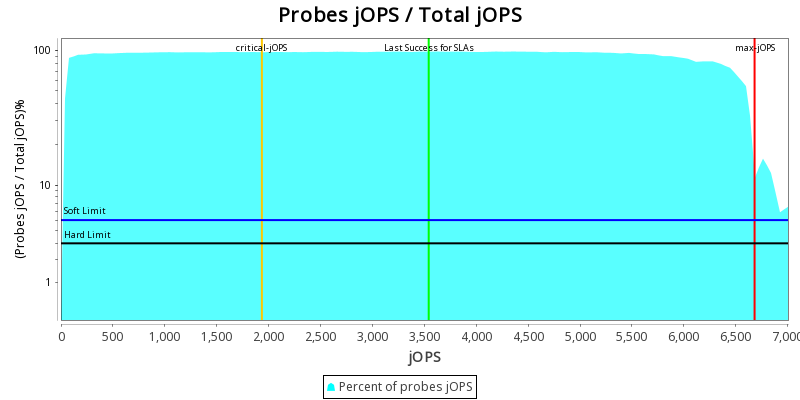 Probes jOPS / Total jOPS
(Probes jOPS / Total jOPS)%
100
10
1
critical-jOPS
Last Success for SLAs
max-jOPS
Soft Limit
Hard Limit
0 500 1,000 1,500 2,000 2,500 3,000 3,500 4,000 4,500 5,000 5,500 6,000 6,500 7,000
jOPS
Percent of probes jOPS